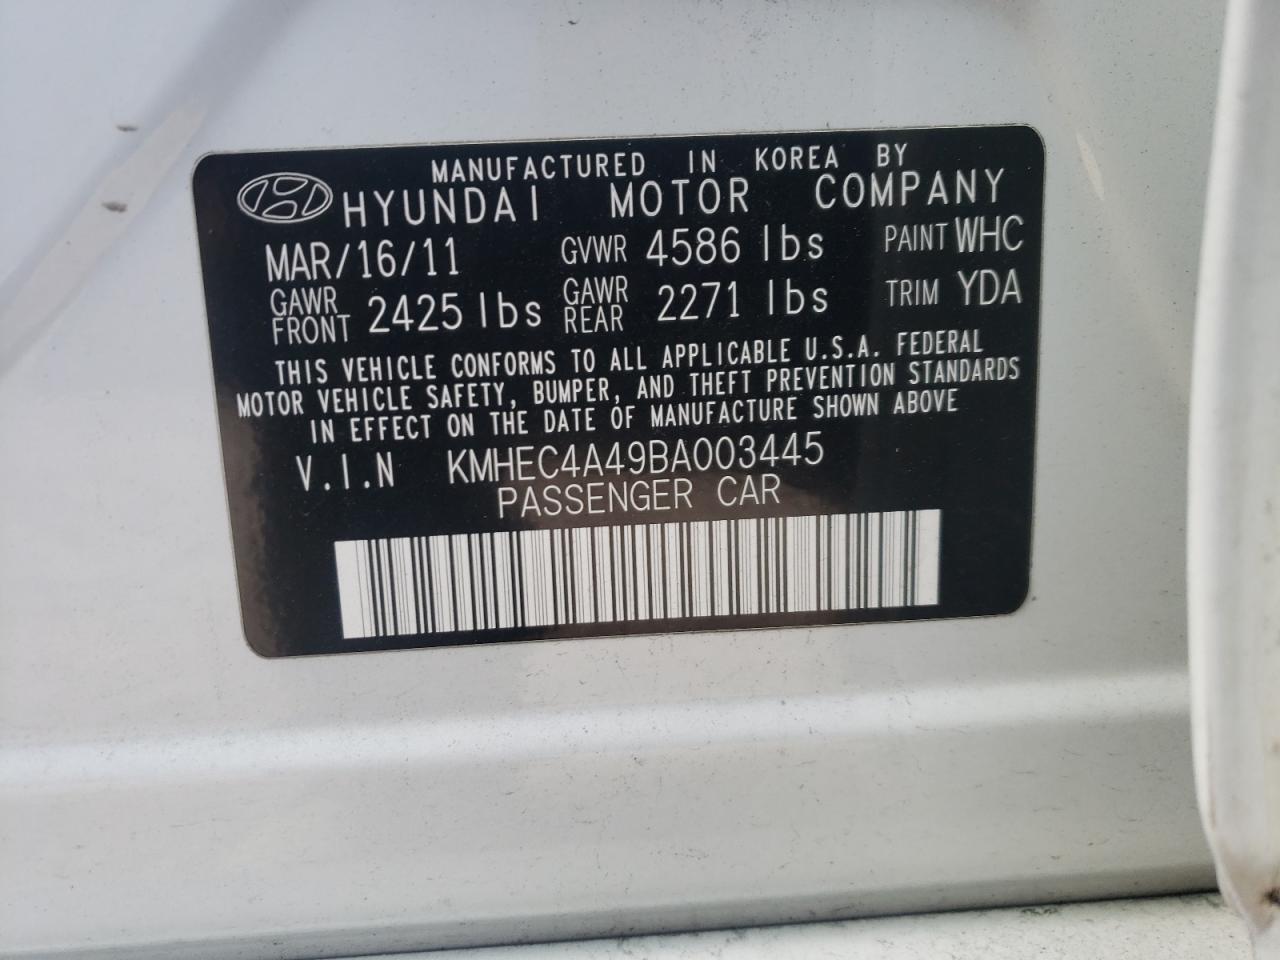 MANUFACTURED IN KOREA BY
HYUNDAI MOTOR COMPANY
MAR/16/11 GVWR 4586 lbs PAINT WHC
GAWR FRONT 2425 lbs GAWR REAR 2271 lbs TRIM YDA
THIS VEHICLE CONFORMS TO ALL APPLICABLE U.S.A. FEDERAL
MOTOR VEHICLE SAFETY, BUMPER, AND THEFT PREVENTION STANDARDS
IN EFFECT ON THE DATE OF MANUFACTURE SHOWN ABOVE
V.I.N KMHEC4A49BA003445
PASSENGER CAR